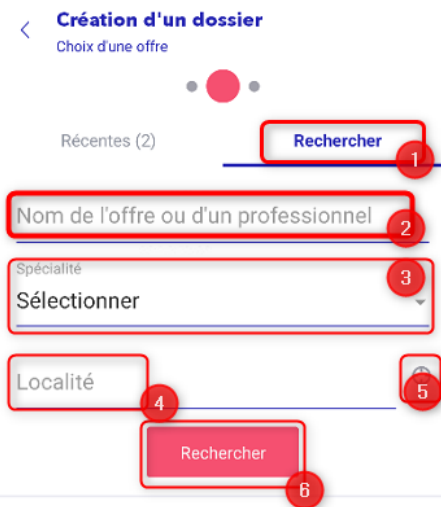 Création d'un dossier
Choix d'une offre
Récentes (2)
Rechercher
1
Nom de l'offre ou d'un professionnel
2
Spécialité
3
Sélectionner
Localité
4
5
Rechercher
6